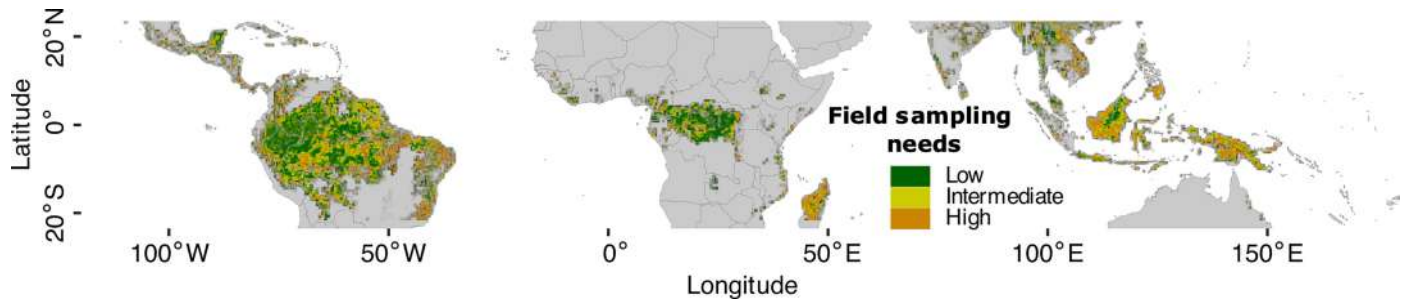 20°N
0°
20°S
Latitude
Field sampling
needs
Low
Intermediate
High
100°W
50°W
0°
50°E
100°E
150°E
Longitude